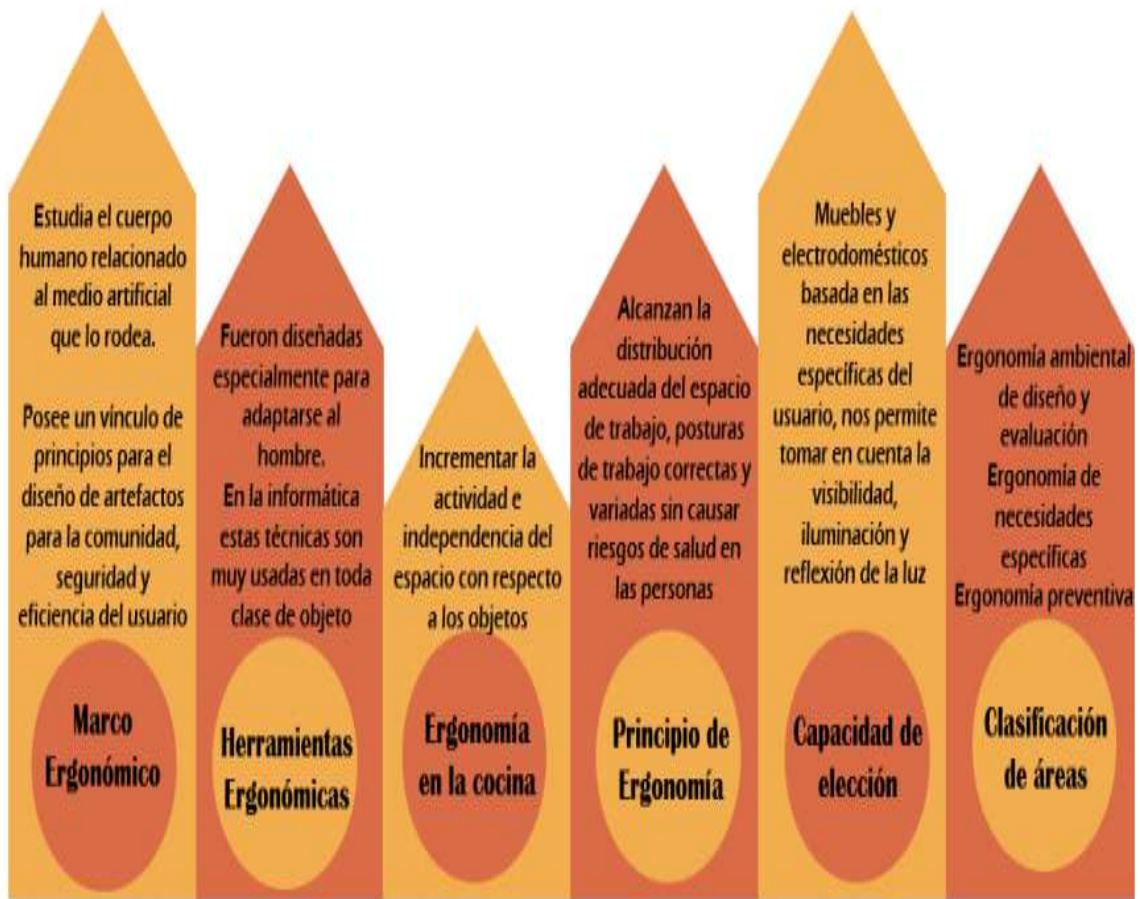 Estudia el cuerpo
humano relacionado
al medio artificial
que lo rodea.
Posee un vinculo de
principios para el
diseño de artefactos
para la comunidad,
seguridad y
eficiencia del usuario
Marco
Ergonómico
Fueron diseñadas
especialmente para
adaptarse al
hombre.
En la informática
estas técnicas son
muy usadas en toda
clase de objeto
Herramientas
Ergonómicas
Incrementar la
actividad e
independencia del
espacio con respecto
a los objetos
Ergonomía
en la cocina
Alcanzan la
distribución
adecuada del espacio
de trabajo, posturas
de trabajo correctas y
variadas sin causar
riesgos de salud en
las personas
Principio de
Ergonomía
Muebles y
electrodomésticos
basada en las
necesidades
específicas del
usuario, nos permite
tomar en cuenta la
visibilidad,
iluminación y
reflexión de la luz
Capacidad de
elección
Ergonomía ambiental
de diseño y
evaluación
Ergonomía de
necesidades
específicas
Ergonomía preventiva
Clasificación
de áreas